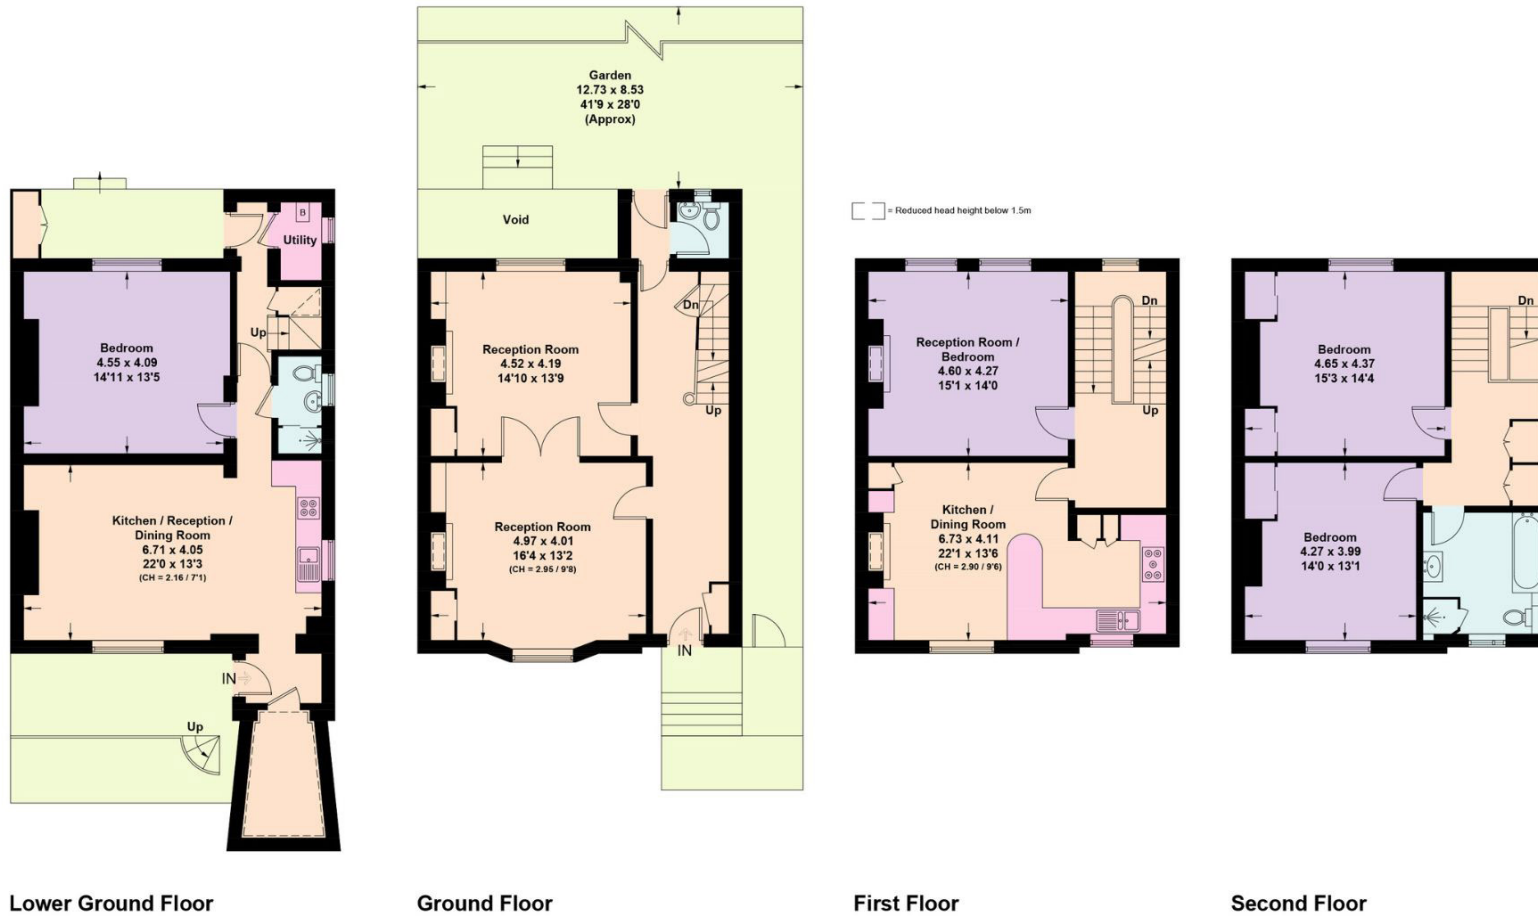 Garden
12.73 x 8.53
41'9 x 28'0
(Approx)
Void
B
Utility
Up
Bedroom
4.55 x 4.09
14'11 x 13'5
Kitchen / Reception /
Dining Room
6.71 x 4.05
22'0 x 13'3
(CH = 2.16 / 7'1)
IN
Up
Dn
Reception Room
4.52 x 4.19
14'10 x 13'9
Up
Reception Room
4.97 x 4.01
16'4 x 13'2
(CH = 2.95 / 9'8)
IN
= Reduced head height below 1.5m
Dn
Reception Room /
Bedroom
4.60 x 4.27
15'1 x 14'0
Up
Kitchen /
Dining Room
6.73 x 4.11
22'1 x 13'6
(CH = 2.90 / 9'6)
Dn
Bedroom
4.65 x 4.37
15'3 x 14'4
Bedroom
4.27 x 3.99
14'0 x 13'1
Lower Ground Floor
Ground Floor
First Floor
Second Floor